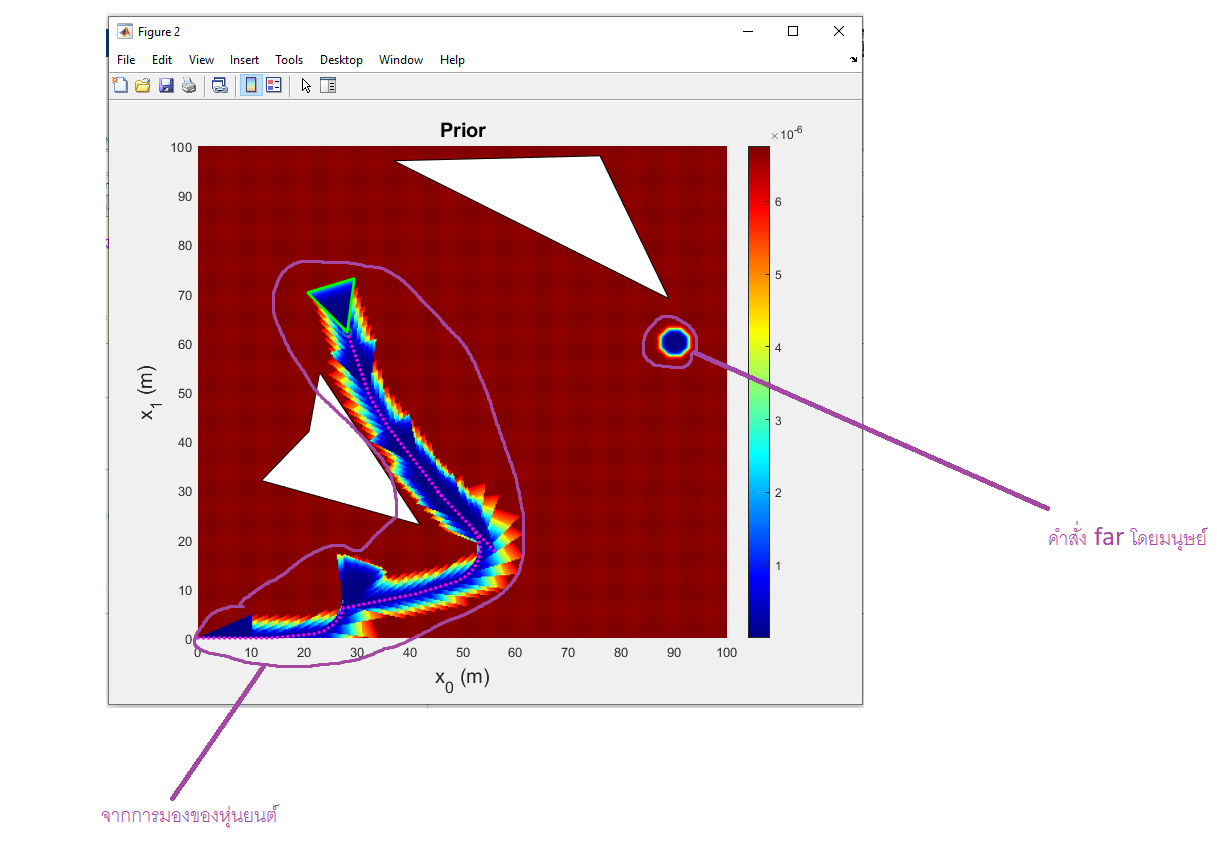 Figure 2
File Edit View Insert Tools Desktop Window Help
Prior
×10-6
100
90
80
70
60
50
40
30
20
10
0
x1 (m)
0 10 20 30 40 50 60 70 80 90 100
x0 (m)
6
5
4
3
2
1
คำสั่ง far โดยมนุษย์
จากการมองของหุ่นยนต์